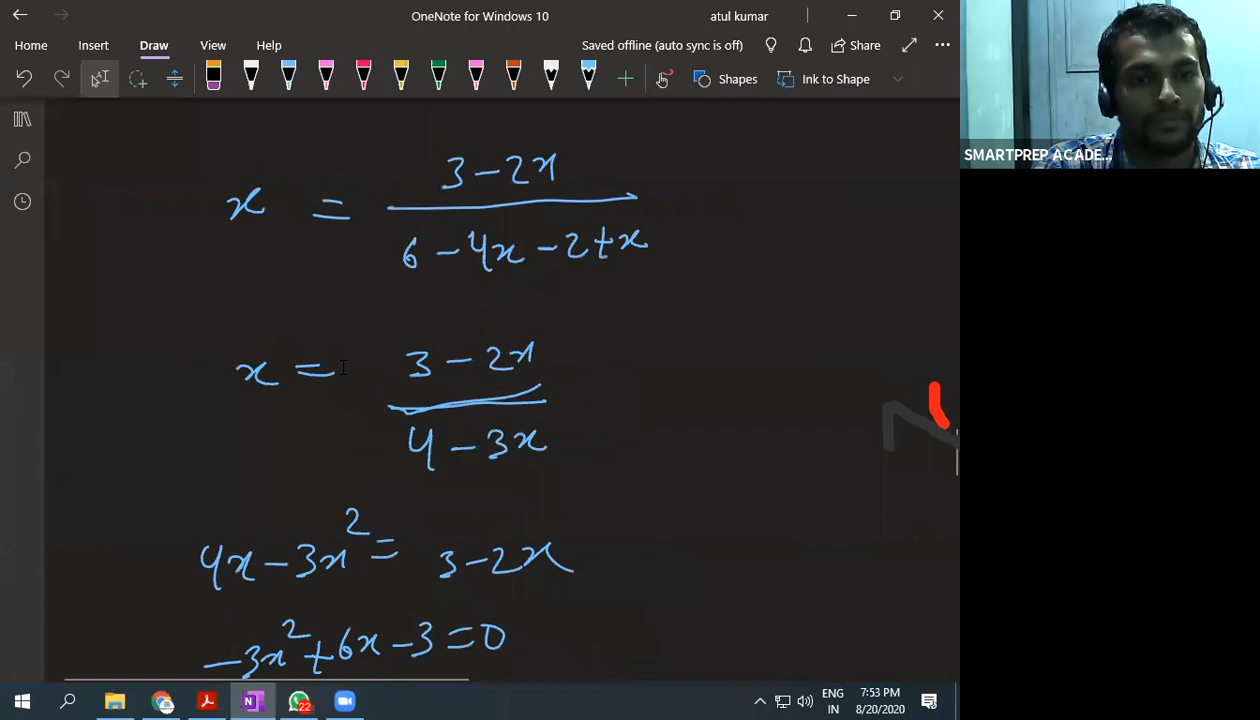 OneNote for Windows 10
atul kumar
Home Insert Draw View Help
Saved offline (auto sync is off)
Share
Shapes
Ink to Shape
SMARTPREP ACADE...
x = 3 - 2x / 6 - 4x - 2 + x
x = 3 - 2x / 4 - 3x
4x - 3x² = 3 - 2x
-3x² + 6x - 3 = 0
22
ENG
IN
7:53 PM
8/20/2020